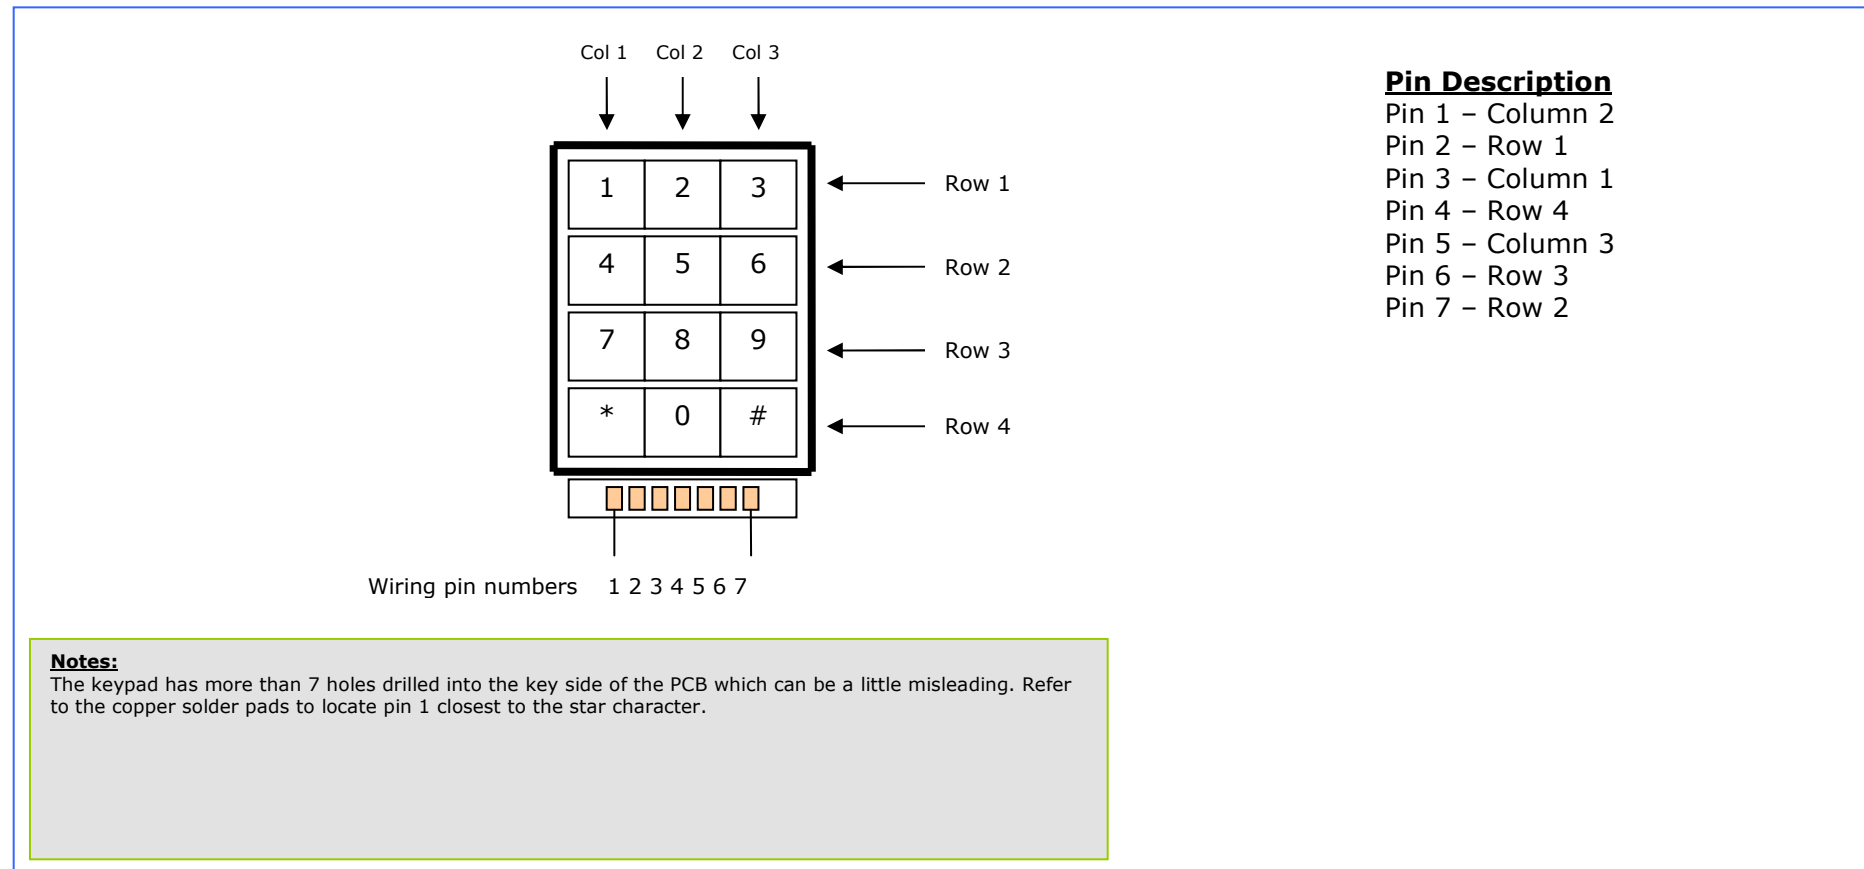 Col 1 Col 2 Col 3
1 2 3 Row 1
4 5 6 Row 2
7 8 9 Row 3
* 0 # Row 4
Wiring pin numbers 1 2 3 4 5 6 7
Pin Description
Pin 1 – Column 2
Pin 2 – Row 1
Pin 3 – Column 1
Pin 4 – Row 4
Pin 5 – Column 3
Pin 6 – Row 3
Pin 7 – Row 2
Notes:
The keypad has more than 7 holes drilled into the key side of the PCB which can be a little misleading. Refer
to the copper solder pads to locate pin 1 closest to the star character.